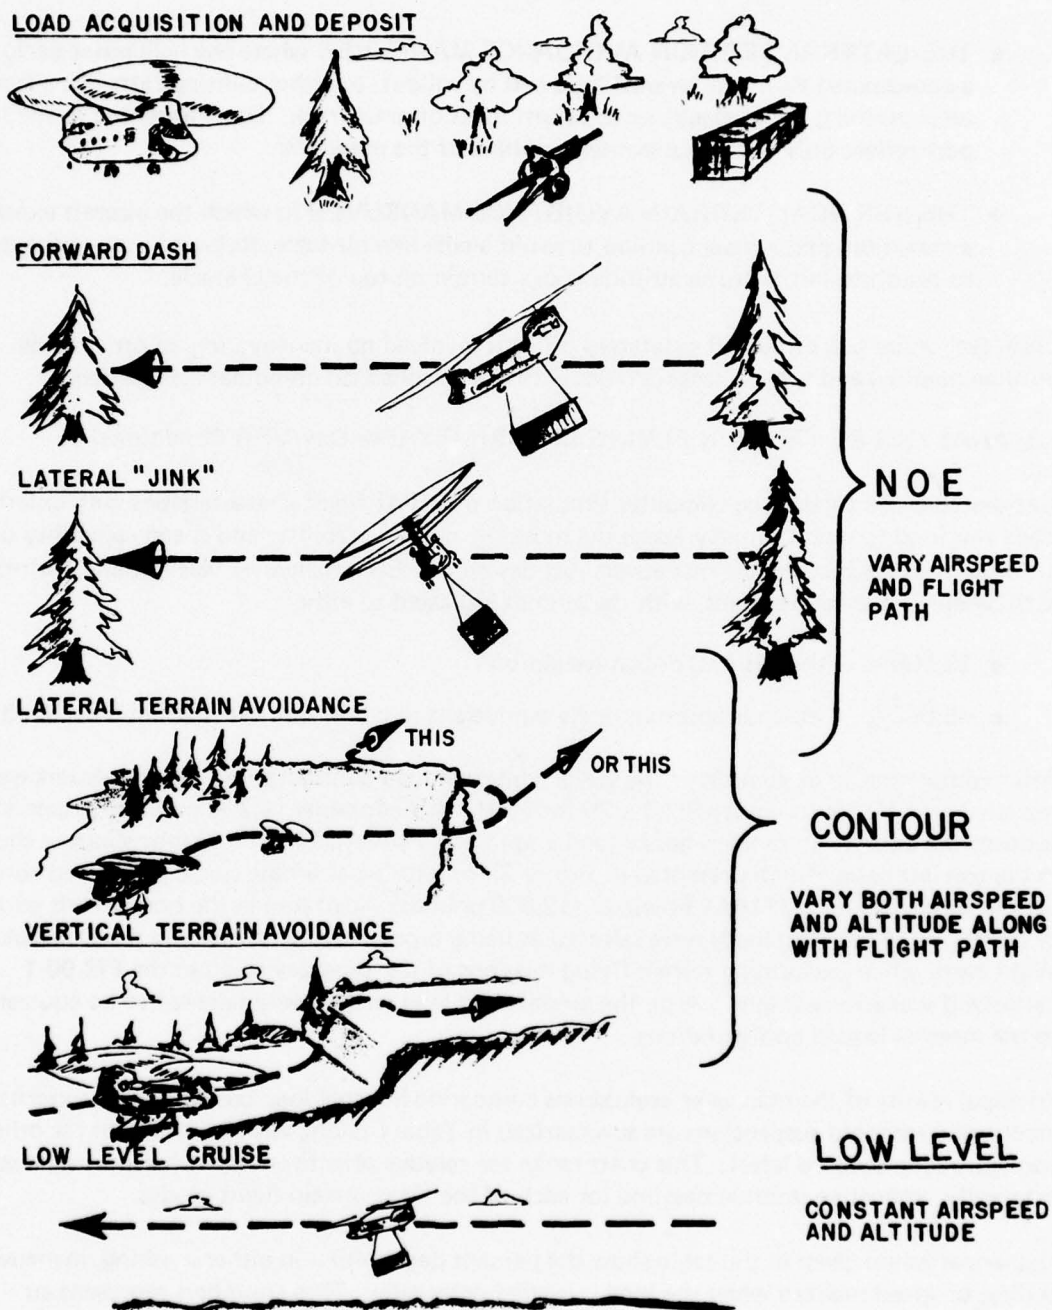 LOAD ACQUISITION AND DEPOSIT
FORWARD DASH
LATERAL "JINK"
NOE
VARY AIRSPEED
AND FLIGHT
PATH
LATERAL TERRAIN AVOIDANCE
THIS
OR THIS
CONTOUR
VARY BOTH AIRSPEED
AND ALTITUDE ALONG
WITH FLIGHT PATH
VERTICAL TERRAIN AVOIDANCE
LOW LEVEL CRUISE
LOW LEVEL
CONSTANT AIRSPEED
AND ALTITUDE